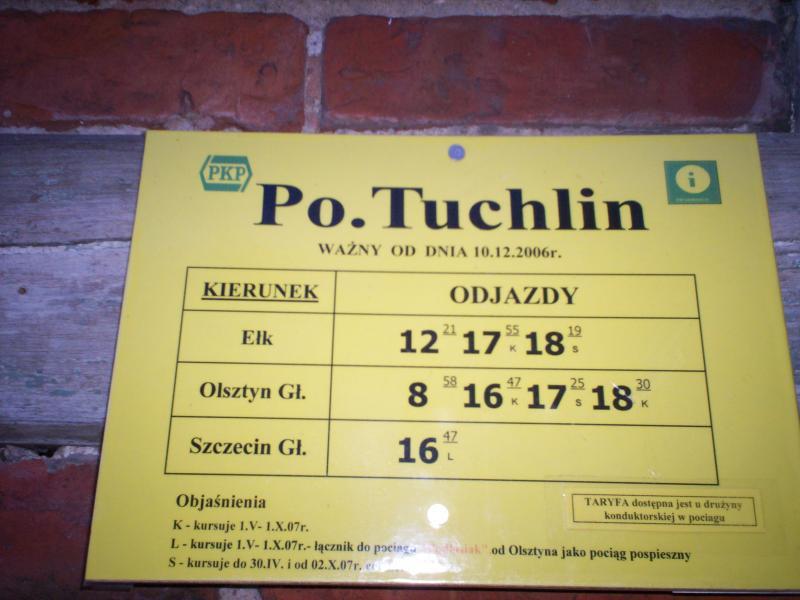 PKP
i
Po.Tuchlin
WAŻNY OD DNIA 10.12.2006r.
KIERUNEK ODJAZDY
Ełk 12 21 17 55 K 18 19 S
Olsztyn Gł. 8 58 16 47 K 17 25 S 18 30 K
Szczecin Gł. 16 47 L
Objaśnienia
TARYFA dostępna jest u drużyny
konduktorskiej w pociagu
K - kursuje 1.V- 1.X.07r.
L - kursuje 1.V- 1.X.07r.- łącznik do pociagu od Olsztyna jako pociąg pospieszny
S - kursuje do 30.IV. i od 02.X.07r.